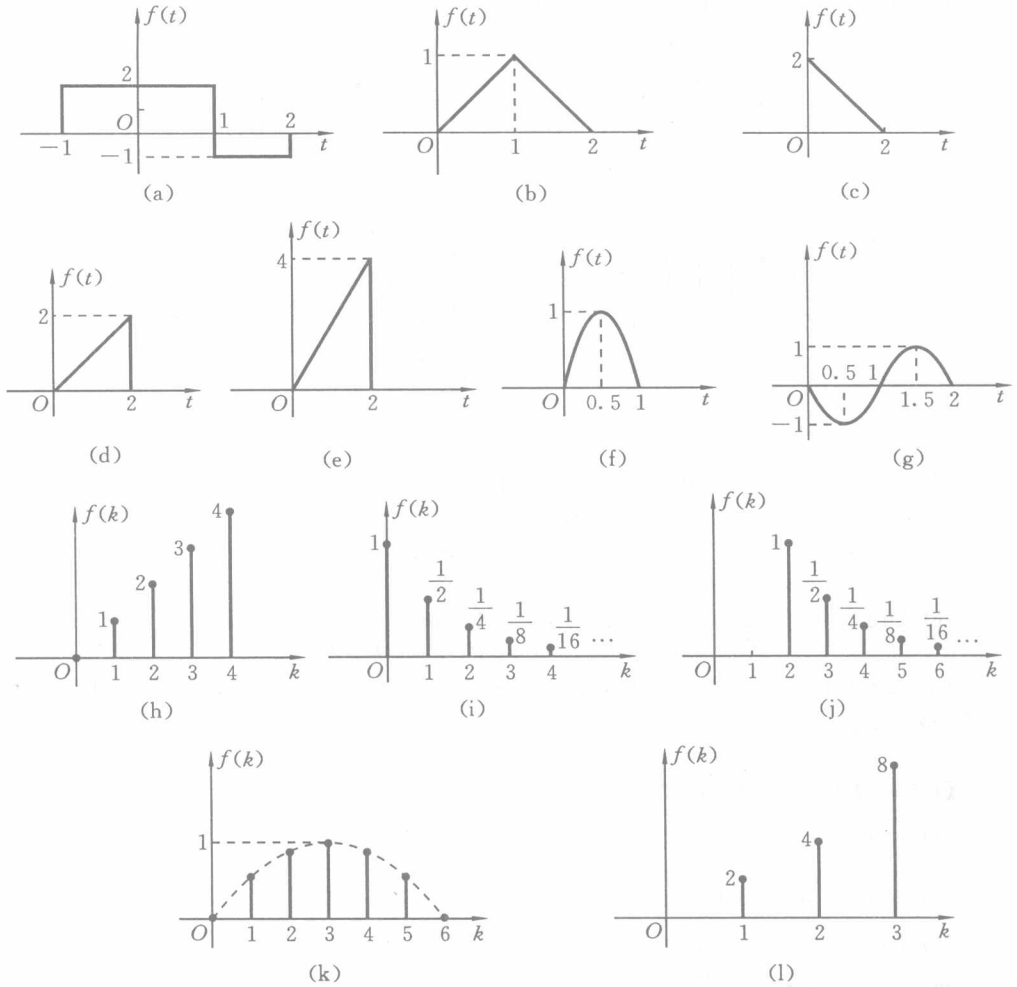 f(t)
2
O
1
2
−1
−1
t
(a)
f(t)
1
O
1
2
t
(b)
f(t)
2
O
2
t
(c)
f(t)
2
O
2
t
(d)
f(t)
4
O
2
t
(e)
f(t)
1
O
0.5
1
t
(f)
f(t)
1
0.5
1
O
1.5
2
t
−1
(g)
f(k)
4
3
2
1
O
1
2
3
4
k
(h)
f(k)
1
1/2
1/4
1/8
1/16
…
O
1
2
3
4
k
(i)
f(k)
1
1/2
1/4
1/8
1/16
…
O
1
2
3
4
5
6
k
(j)
f(k)
1
O
1
2
3
4
5
6
k
(k)
f(k)
8
4
2
O
1
2
3
k
(l)